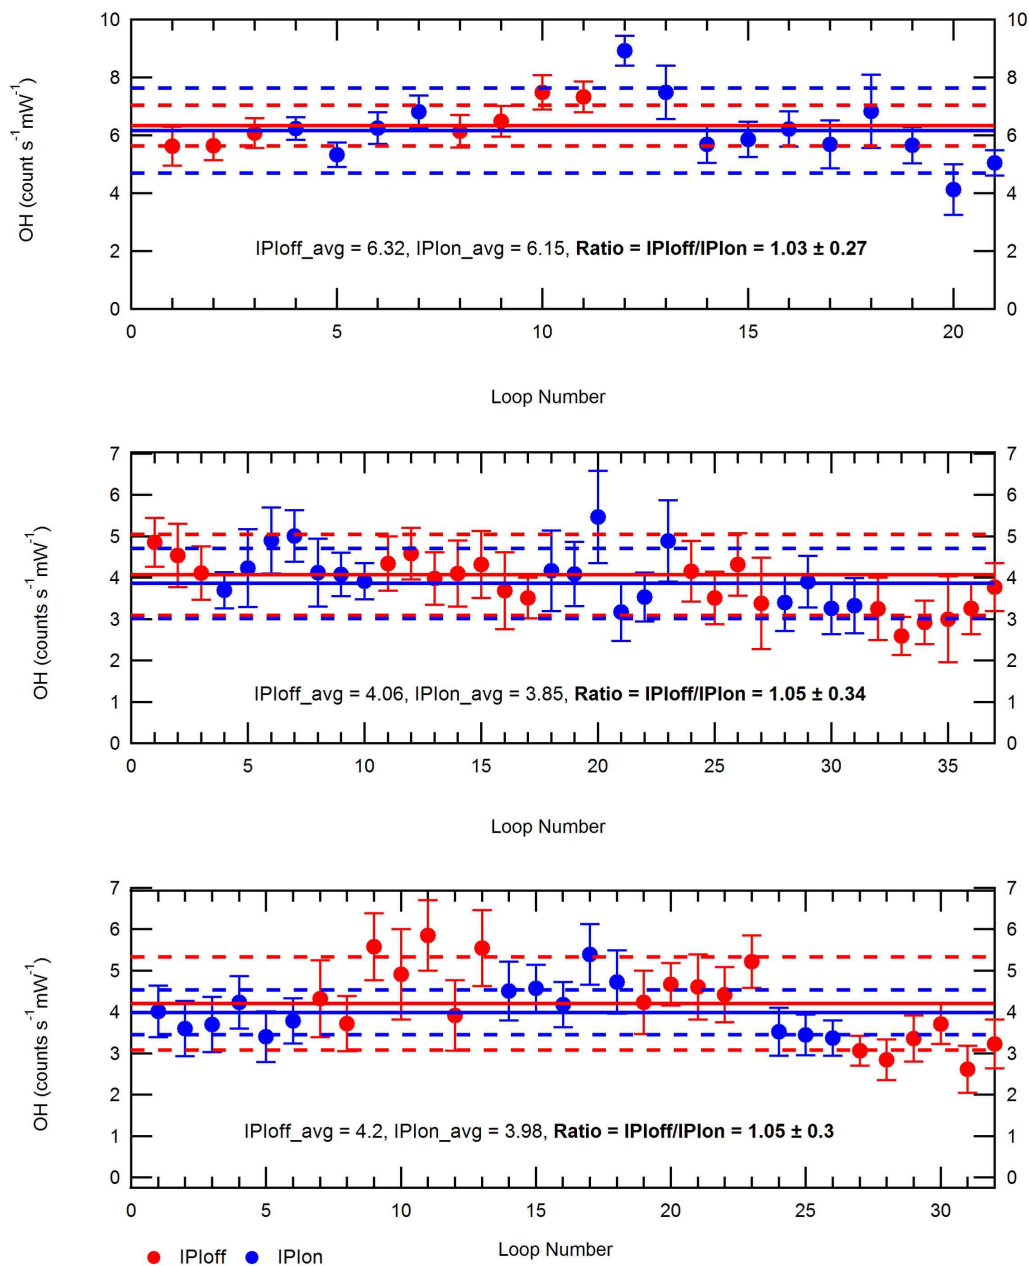 10 10
8 8
6 6
4 4
2 2
0 0
OH (count s⁻¹ mW⁻¹)
IPIoff_avg = 6.32, IPIon_avg = 6.15, Ratio = IPIoff/IPIon = 1.03 ± 0.27
0 5 10 15 20
Loop Number
7 7
6 6
5 5
4 4
3 3
2 2
1 1
0 0
OH (counts s⁻¹ mW⁻¹)
IPIoff_avg = 4.06, IPIon_avg = 3.85, Ratio = IPIoff/IPIon = 1.05 ± 0.34
0 5 10 15 20 25 30 35
Loop Number
7 7
6 6
5 5
4 4
3 3
2 2
1 1
0 0
OH (counts s⁻¹ mW⁻¹)
IPIoff_avg = 4.2, IPIon_avg = 3.98, Ratio = IPIoff/IPIon = 1.05 ± 0.3
0 5 10 15 20 25 30
Loop Number
IPIoff IPIon